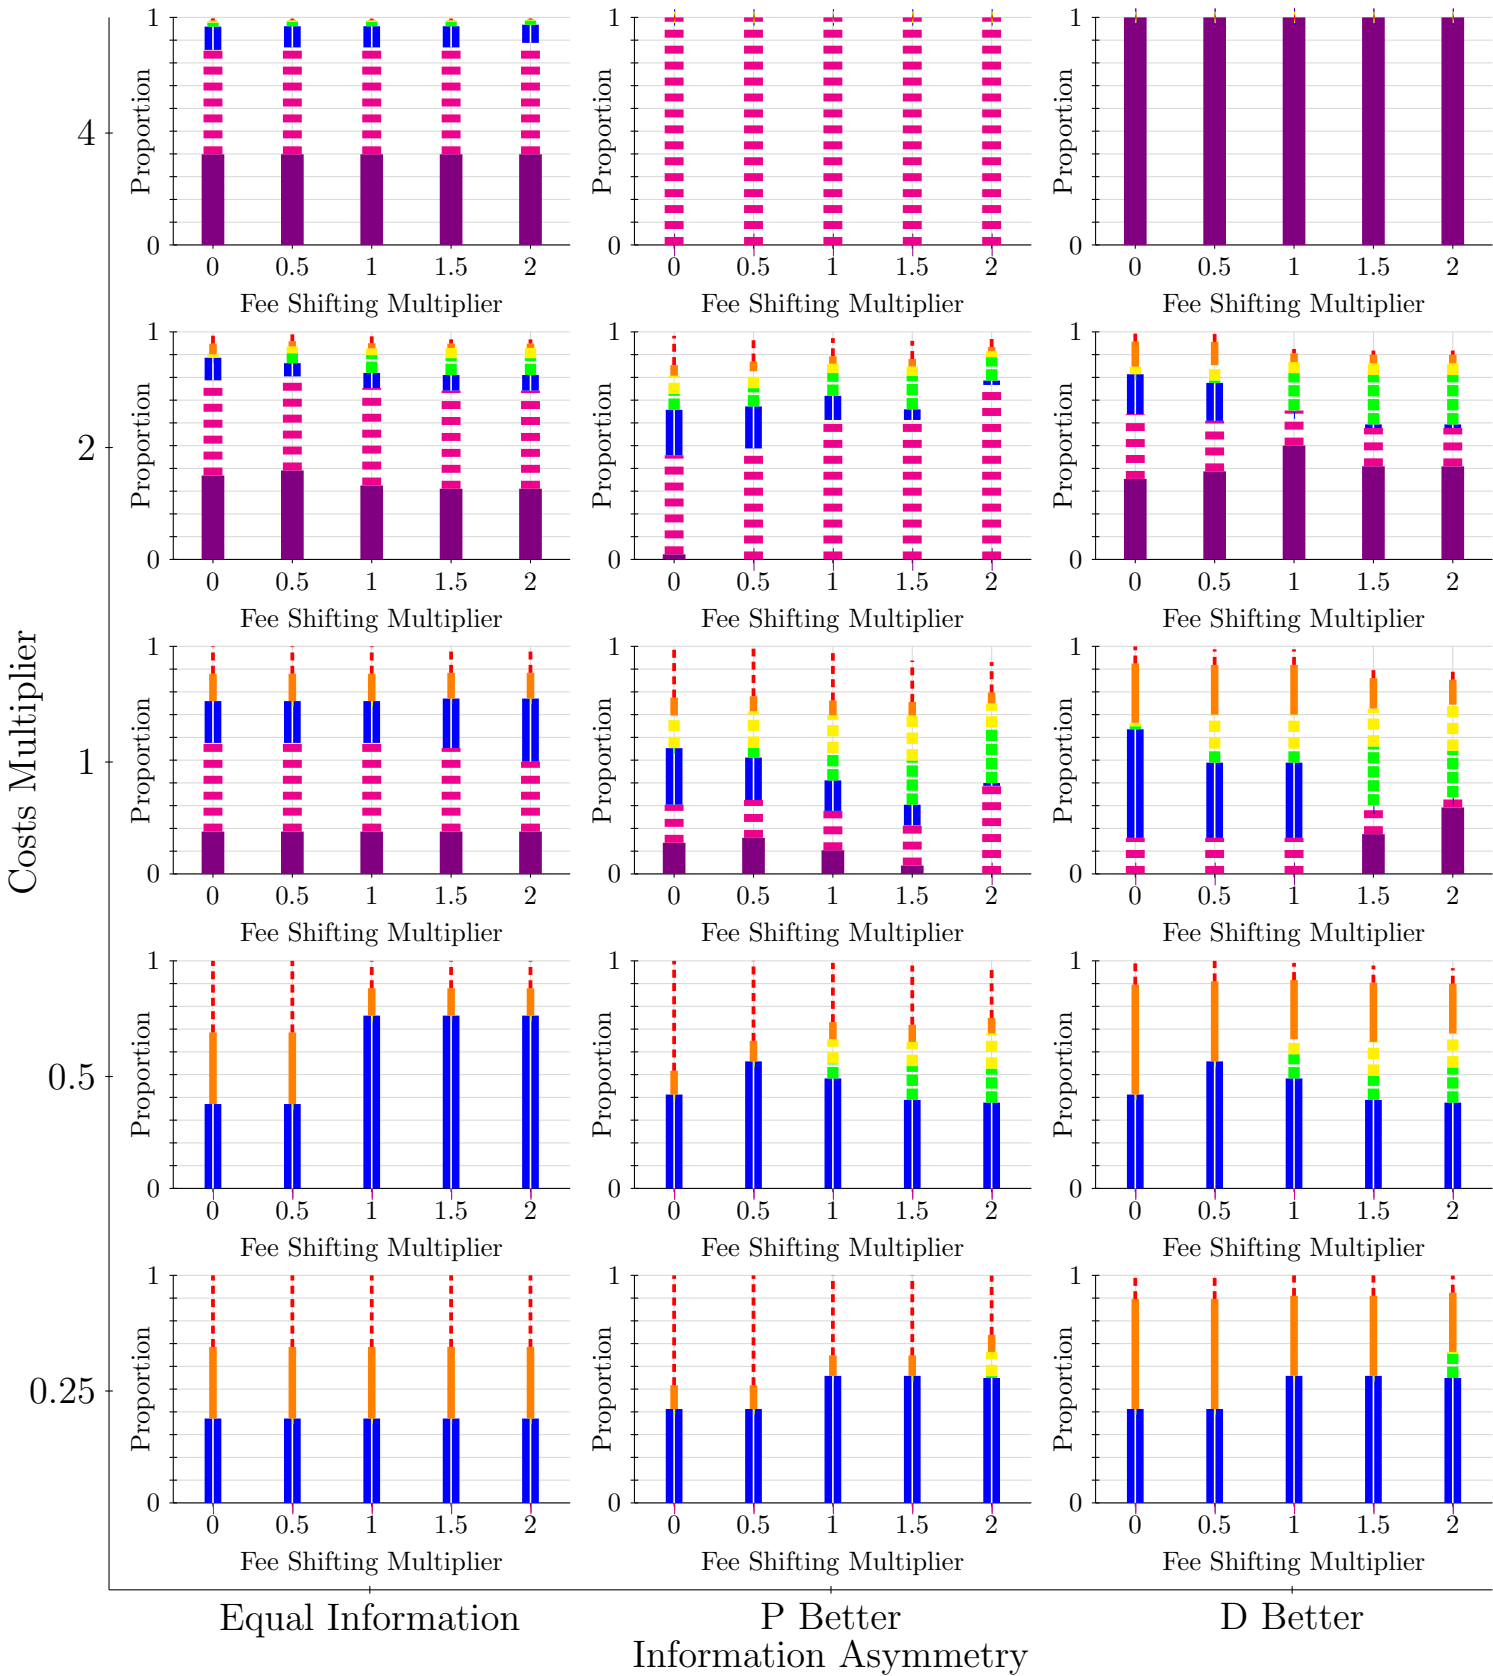 Costs Multiplier
4
1
Proportion
0
0 0.5 1 1.5 2
Fee Shifting Multiplier
1
Proportion
0
0 0.5 1 1.5 2
Fee Shifting Multiplier
1
Proportion
0
0 0.5 1 1.5 2
Fee Shifting Multiplier
2
1
Proportion
0
0 0.5 1 1.5 2
Fee Shifting Multiplier
1
Proportion
0
0 0.5 1 1.5 2
Fee Shifting Multiplier
1
Proportion
0
0 0.5 1 1.5 2
Fee Shifting Multiplier
1
1
Proportion
0
0 0.5 1 1.5 2
Fee Shifting Multiplier
1
Proportion
0
0 0.5 1 1.5 2
Fee Shifting Multiplier
1
Proportion
0
0 0.5 1 1.5 2
Fee Shifting Multiplier
0.5
1
Proportion
0
0 0.5 1 1.5 2
Fee Shifting Multiplier
1
Proportion
0
0 0.5 1 1.5 2
Fee Shifting Multiplier
1
Proportion
0
0 0.5 1 1.5 2
Fee Shifting Multiplier
0.25
1
Proportion
0
0 0.5 1 1.5 2
Fee Shifting Multiplier
1
Proportion
0
0 0.5 1 1.5 2
Fee Shifting Multiplier
1
Proportion
0
0 0.5 1 1.5 2
Fee Shifting Multiplier
Equal Information P Better D Better
Information Asymmetry